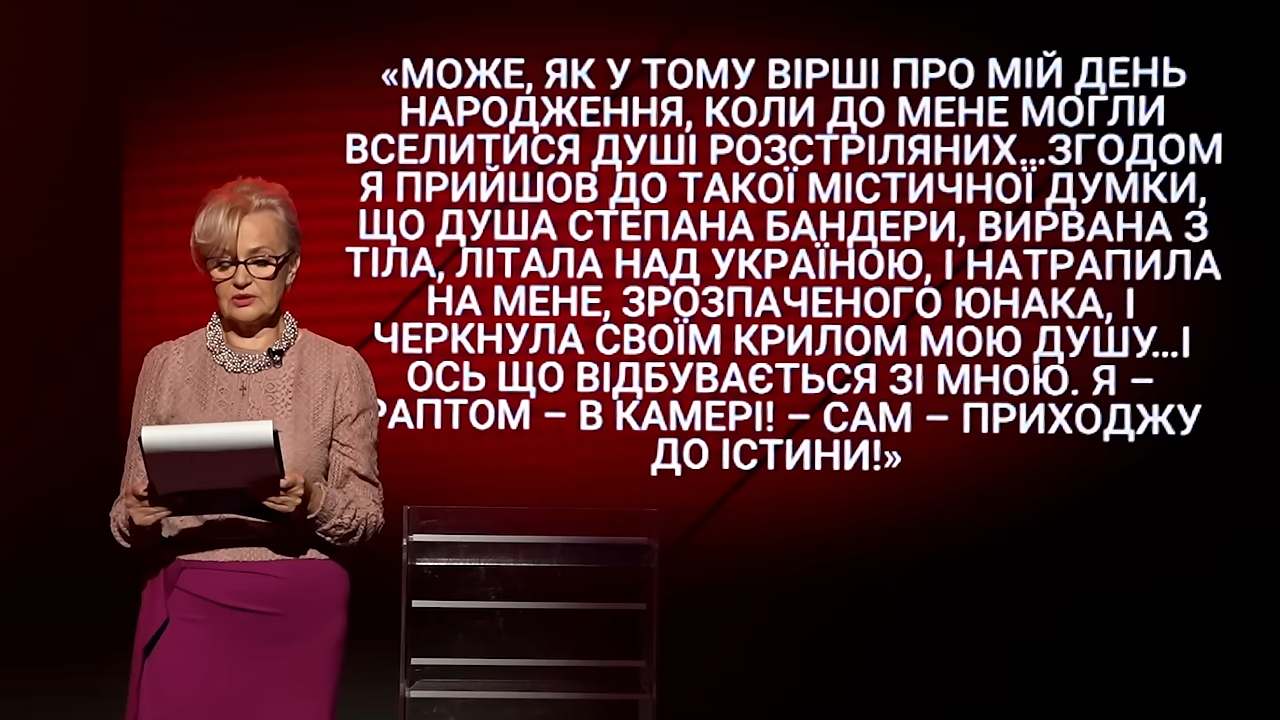 «МОЖЕ, ЯК У ТОМУ ВІРШІ ПРО МІЙ ДЕНЬ
НАРОДЖЕННЯ, КОЛИ ДО МЕНЕ МОГЛИ
ВСЕЛИТИСЯ ДУШІ РОЗСТРІЛЯНИХ...ЗГОДОМ
Я ПРИЙШОВ ДО ТАКОЇ МІСТИЧНОЇ ДУМКИ,
ЩО ДУША СТЕПАНА БАНДЕРИ, ВИРВАНА З
ТІЛА, ЛІТАЛА НАД УКРАЇНОЮ, І НАТРАПИЛА
НА МЕНЕ, ЗРОЗПАЧЕНОГО ЮНАКА, І
ЧЕРКНУЛА СВОЇМ КРИЛОМ МОЮ ДУШУ...І
ОСЬ ЩО ВІДБУВАЄТЬСЯ ЗІ МНОЮ. Я –
РАПТОМ – В КАМЕРІ! – САМ – ПРИХОДЖУ
ДО ІСТИНИ!»